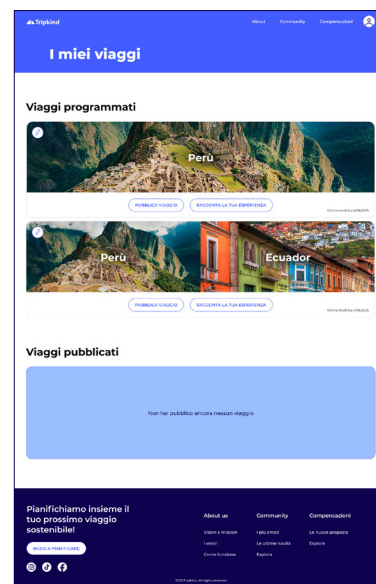 Tripkind
About Community Compensazioni
I miei viaggi
Viaggi programmati
Perù
PUBBLICA VIAGGIO RACCONTA LA TUA ESPERIENZA
Perù Ecuador
PUBBLICA VIAGGIO RACCONTA LA TUA ESPERIENZA
Viaggi pubblicati
Non hai pubblico ancora nessun viaggio
Pianifichiamo insieme il
tuo prossimo viaggio
sostenibile!
INIZIA A PIANIFICARE
About us Community Compensazioni
Vision e mission I più amati Le nuove proposte
I valori Le ultime novità Esplora
Come funziona Esplora